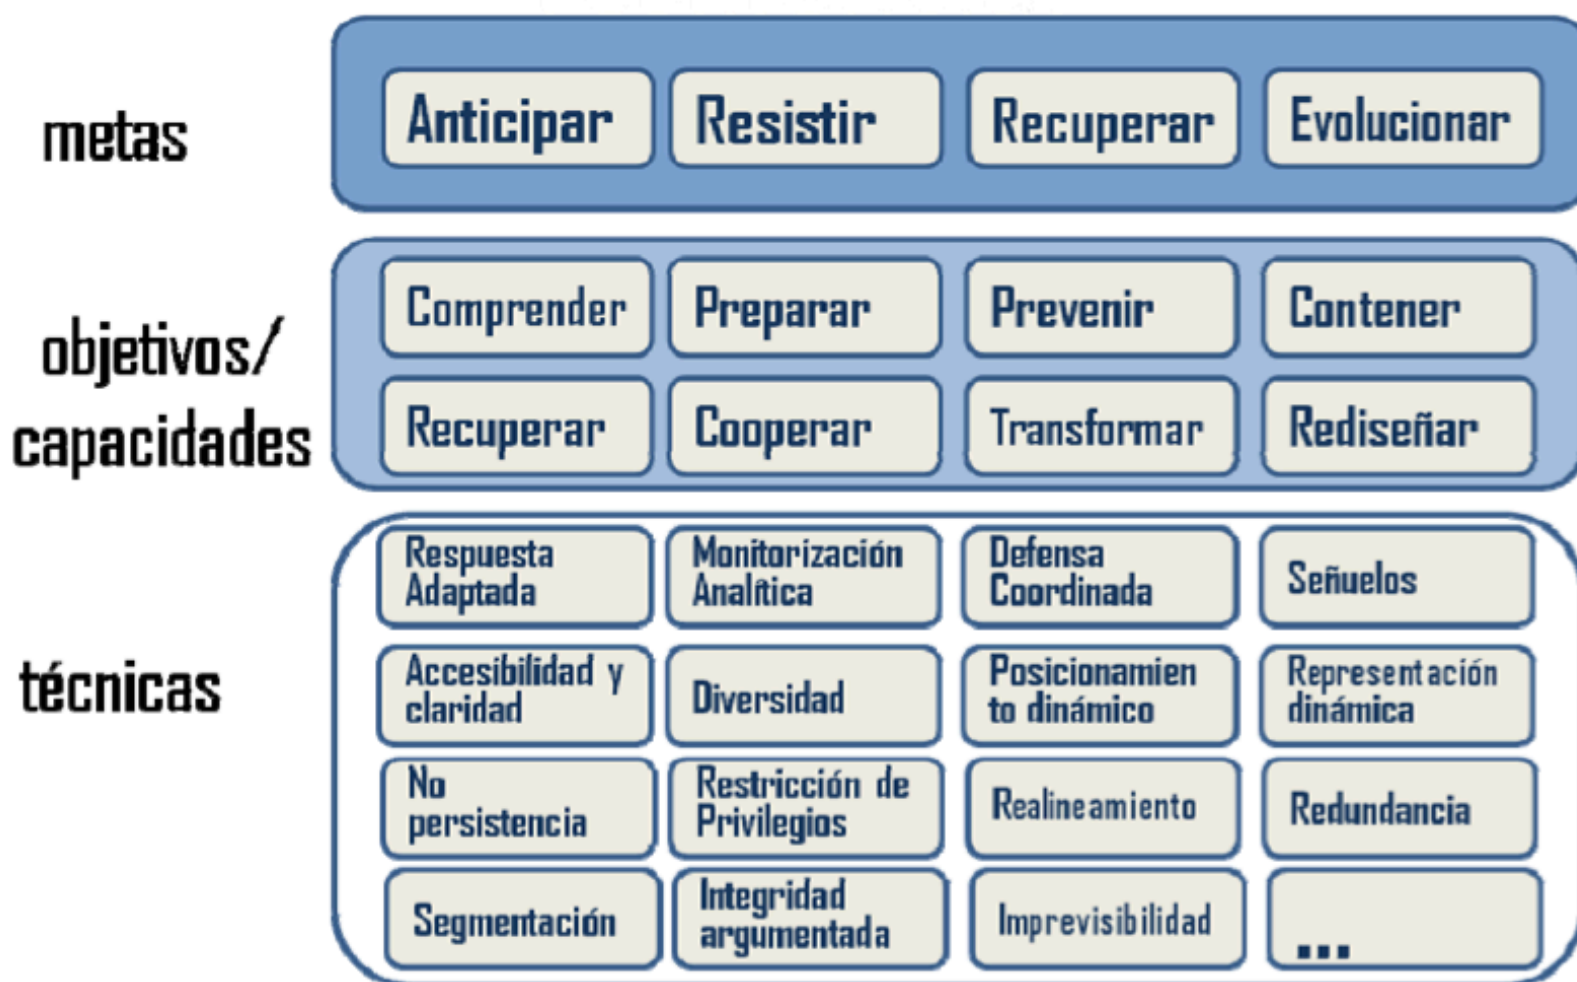 metas
Anticipar
Resistir
Recuperar
Evolucionar
objetivos/
capacidades
Comprender
Preparar
Prevenir
Contener
Recuperar
Cooperar
Transformar
Rediseñar
técnicas
Respuesta
Adaptada
Monitorización
Analítica
Defensa
Coordinada
Señuelos
Accesibilidad y
claridad
Diversidad
Posicionamien
to dinámico
Representación
dinámica
No
persistencia
Restricción de
Privilegios
Realineamiento
Redundancia
Segmentación
Integridad
argumentada
Imprevisibilidad
...